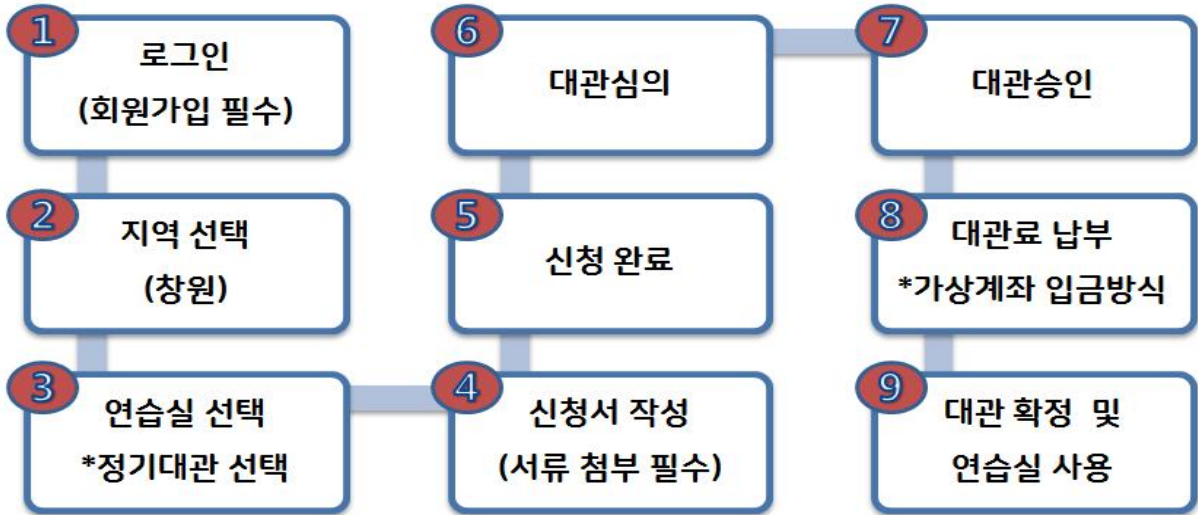 1
로그인
(회원가입 필수)
2
지역 선택
(창원)
3
연습실 선택
*정기대관 선택
4
신청서 작성
(서류 첨부 필수)
5
신청 완료
6
대관심의
7
대관승인
8
대관료 납부
*가상계좌 입금방식
9
대관 확정 및
연습실 사용